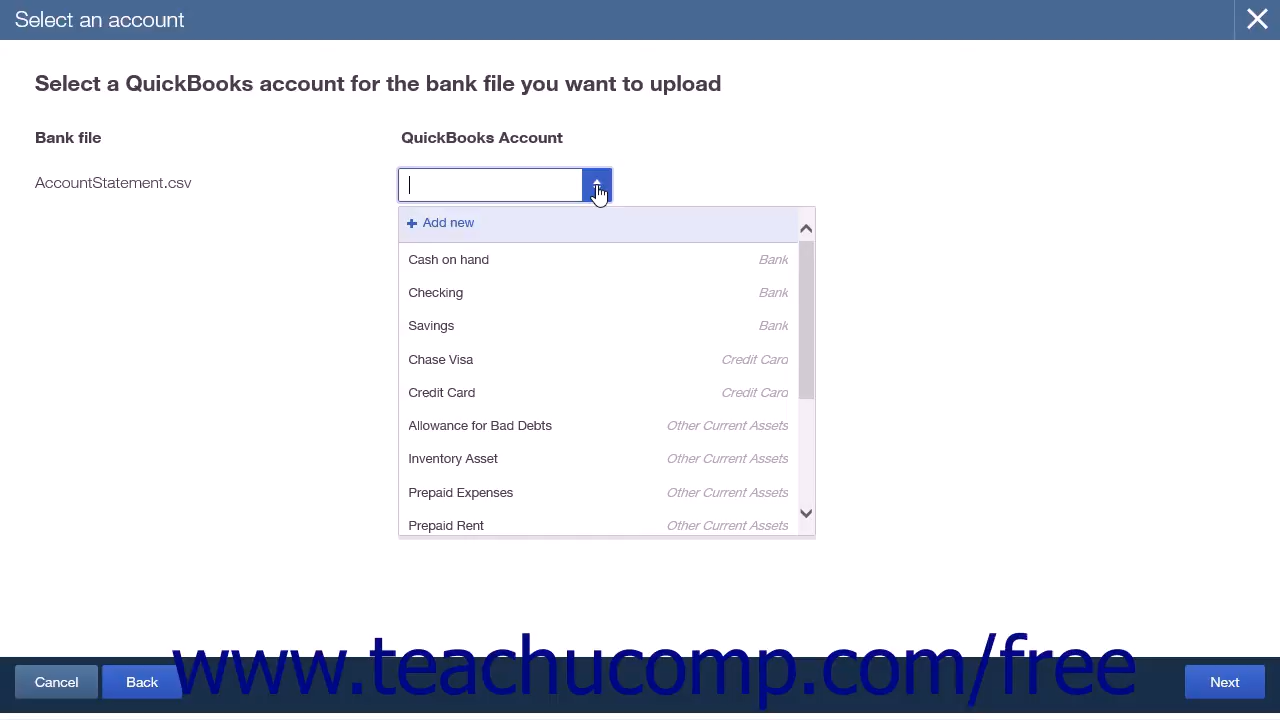 Select an account
Select a QuickBooks account for the bank file you want to upload
Bank file QuickBooks Account
AccountStatement.csv
Add new
Cash on hand Bank
Checking Bank
Savings Bank
Chase Visa Credit Card
Credit Card Credit Card
Allowance for Bad Debts Other Current Assets
Inventory Asset Other Current Assets
Prepaid Expenses Other Current Assets
Prepaid Rent Other Current Assets
www.teachucomp.com/free
Cancel Back Next